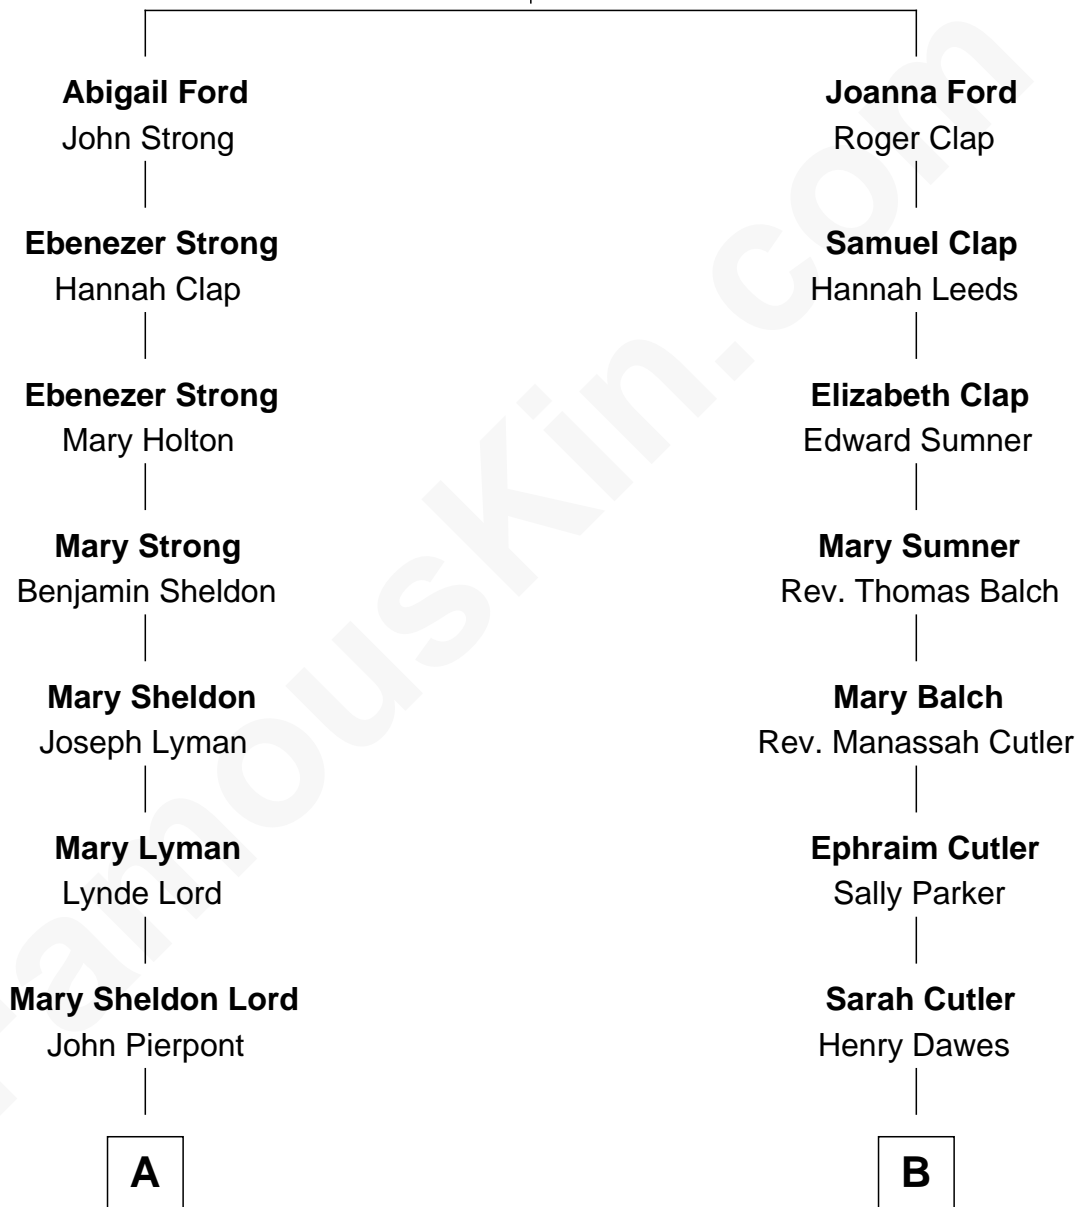 Abigail Ford
John Strong
Ebenezer Strong
Hannah Clap
Ebenezer Strong
Mary Holton
Mary Strong
Benjamin Sheldon
Mary Sheldon
Joseph Lyman
Mary Lyman
Lynde Lord
Mary Sheldon Lord
John Pierpont
A
Joanna Ford
Roger Clap
Samuel Clap
Hannah Leeds
Elizabeth Clap
Edward Sumner
Mary Sumner
Rev. Thomas Balch
Mary Balch
Rev. Manassah Cutler
Ephraim Cutler
Sally Parker
Sarah Cutler
Henry Dawes
B
FamousKin.com